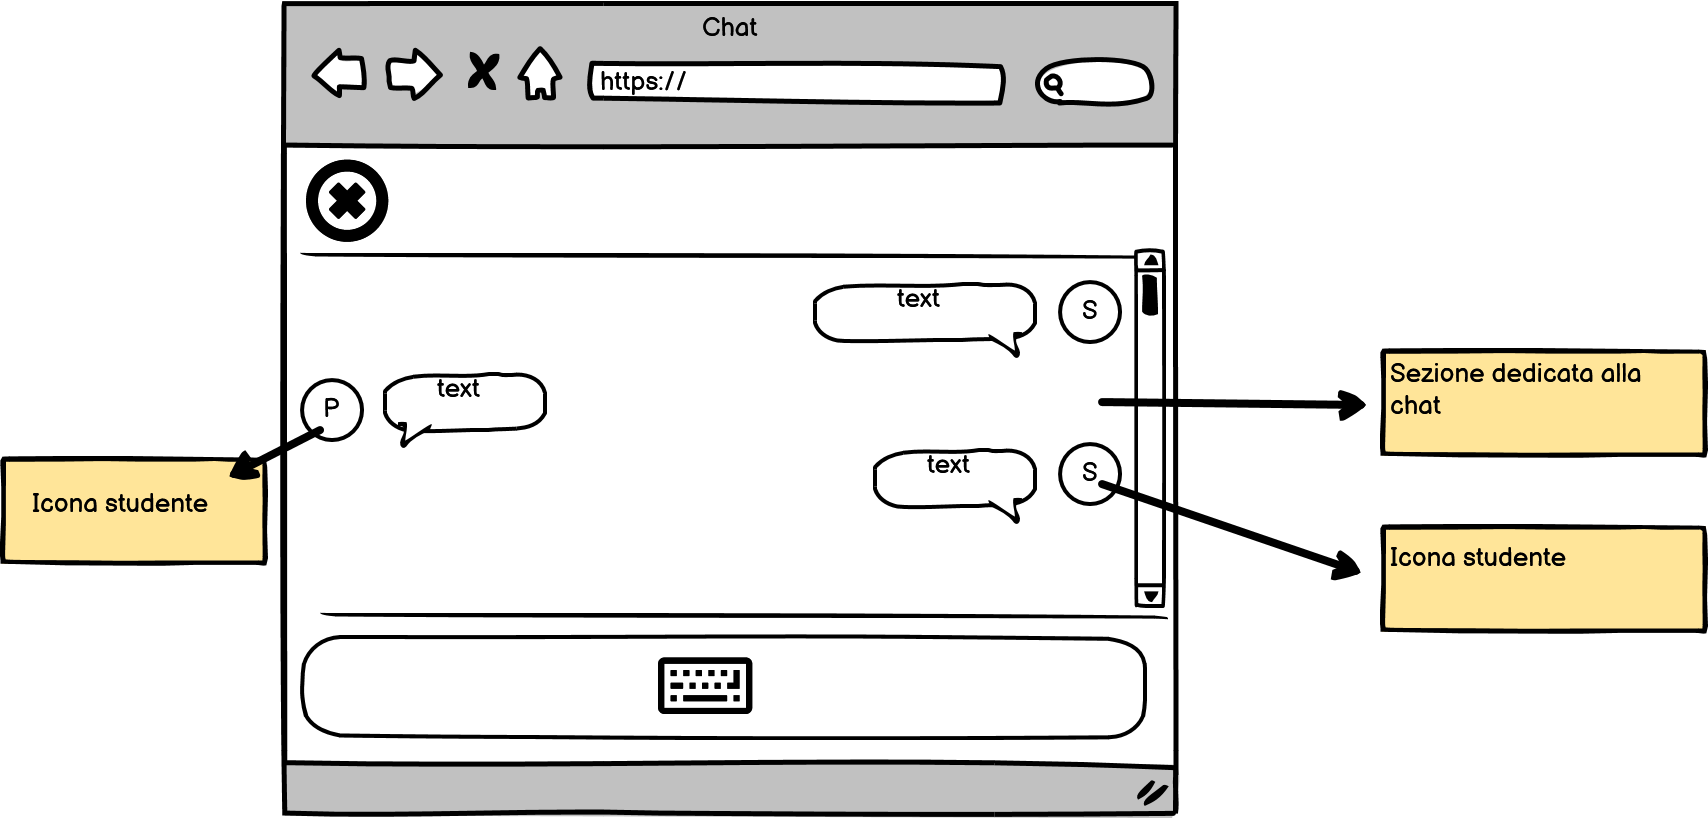 Chat
https://
text
S
P
text
text
S
Sezione dedicata alla
chat
Icona studente
Icona studente